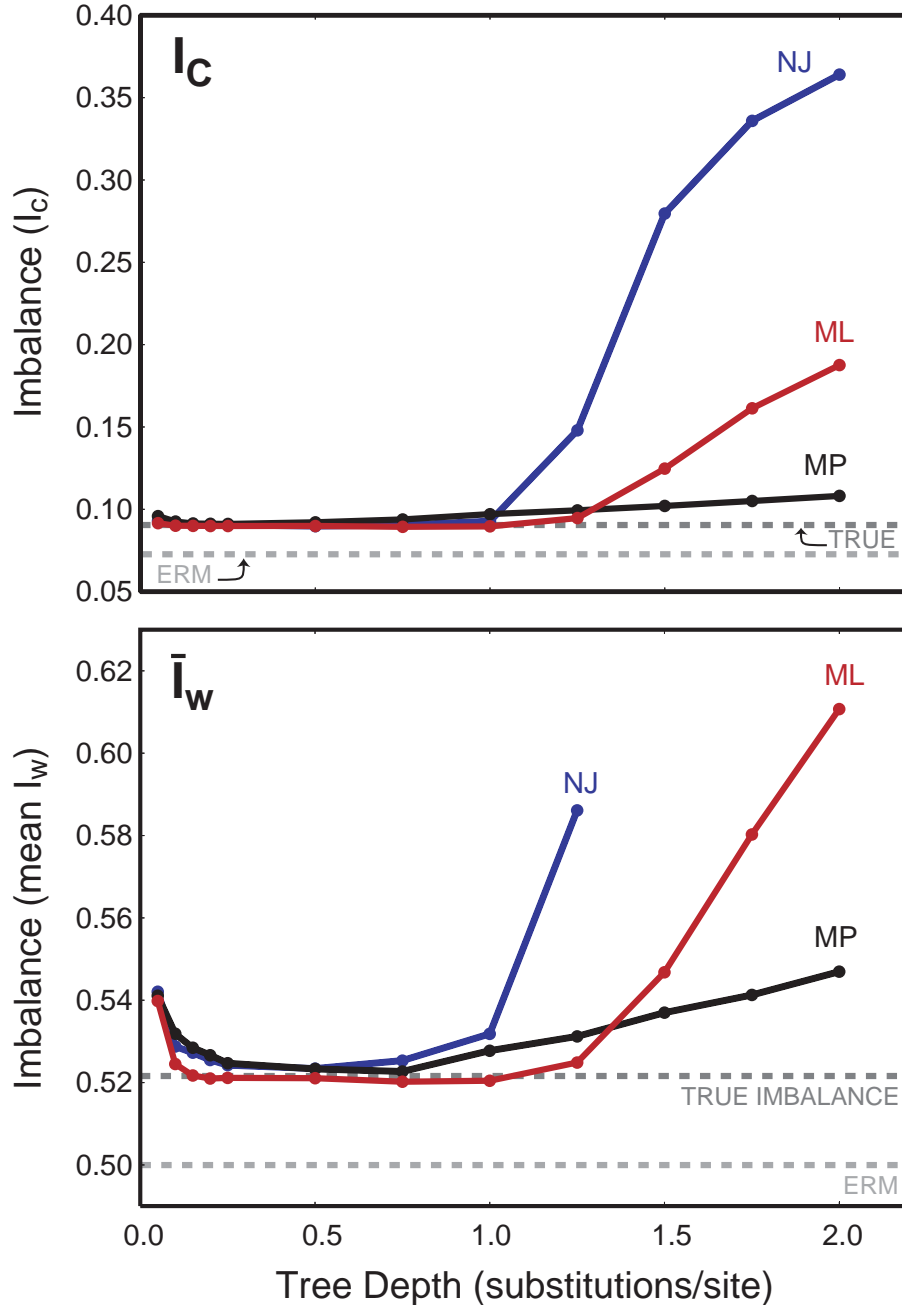 0.40
I_C
NJ
0.35
0.30
Imbalance (I_C)
0.25
0.20
ML
0.15
MP
0.10
TRUE
ERM
0.05
Ī_W
0.62
ML
0.60
NJ
0.58
Imbalance (mean I_W)
0.56
MP
0.54
0.52
TRUE IMBALANCE
0.50
ERM
0.0 0.5 1.0 1.5 2.0
Tree Depth (substitutions/site)